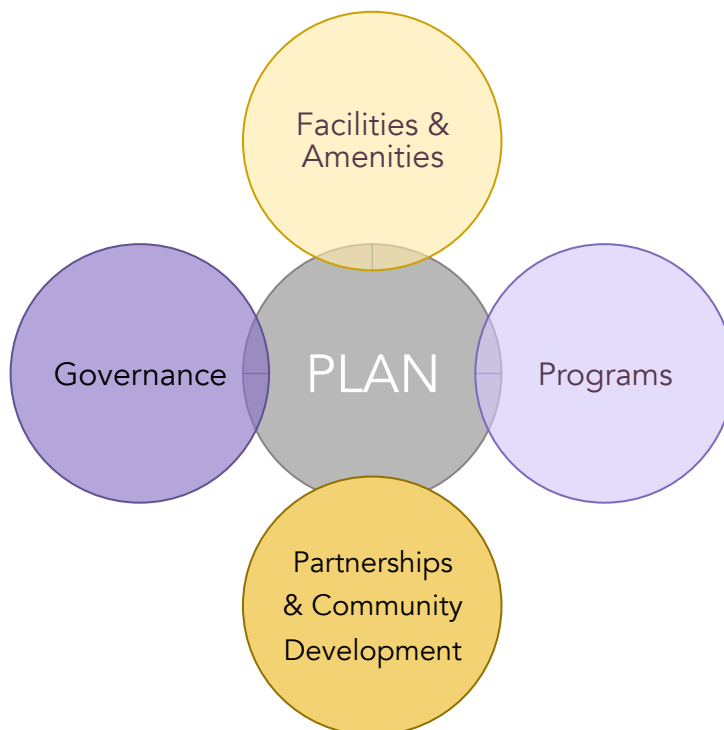 Facilities &
Amenities
Governance
PLAN
Programs
Partnerships
& Community
Development